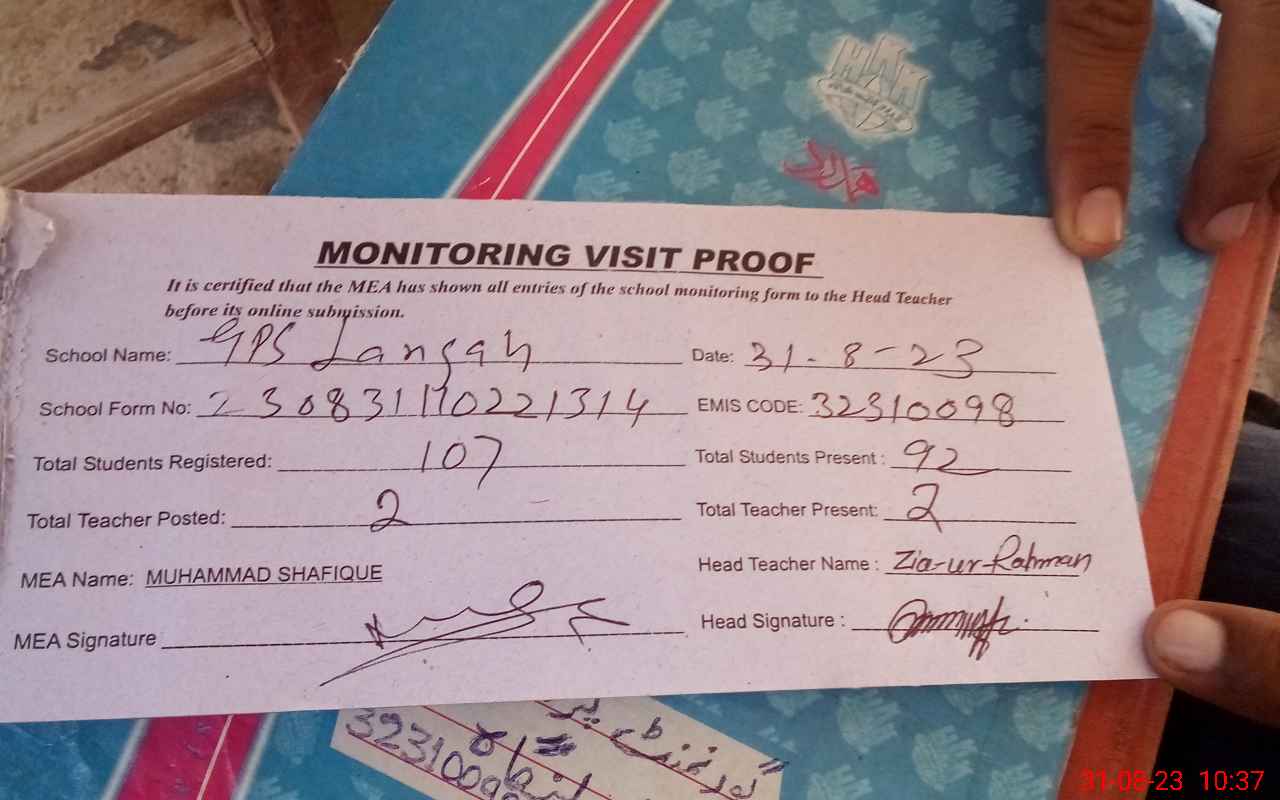 MONITORING VISIT PROOF
It is certified that the MEA has shown all entries of the school monitoring form to the Head Teacher
before its online submission.
School Name: GPS Langah Date: 31-8-23
School Form No: 230831110221314 EMIS CODE: 32310098
Total Students Registered: 107 Total Students Present : 92
Total Teacher Posted: 2 Total Teacher Present: 2
MEA Name: MUHAMMAD SHAFIQUE Head Teacher Name : Zia-ur-Rahman
MEA Signature Head Signature :
گورنمنٹ پر
لنگاہ
3231009
31-08-23 10:37